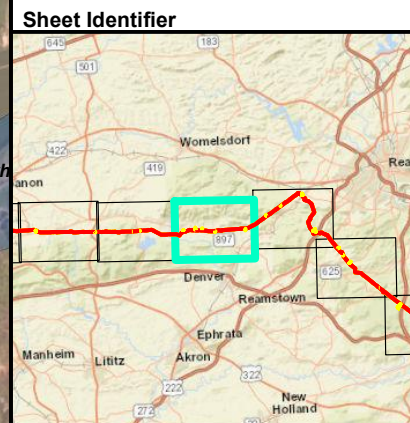 Sheet Identifier
645
183
501
Womelsdorf
422
419
Rea
anon
h
897
Denver
625
Reamstown
Ephrata
Manheim
Lititz
Akron
322
222
New
Holland
272